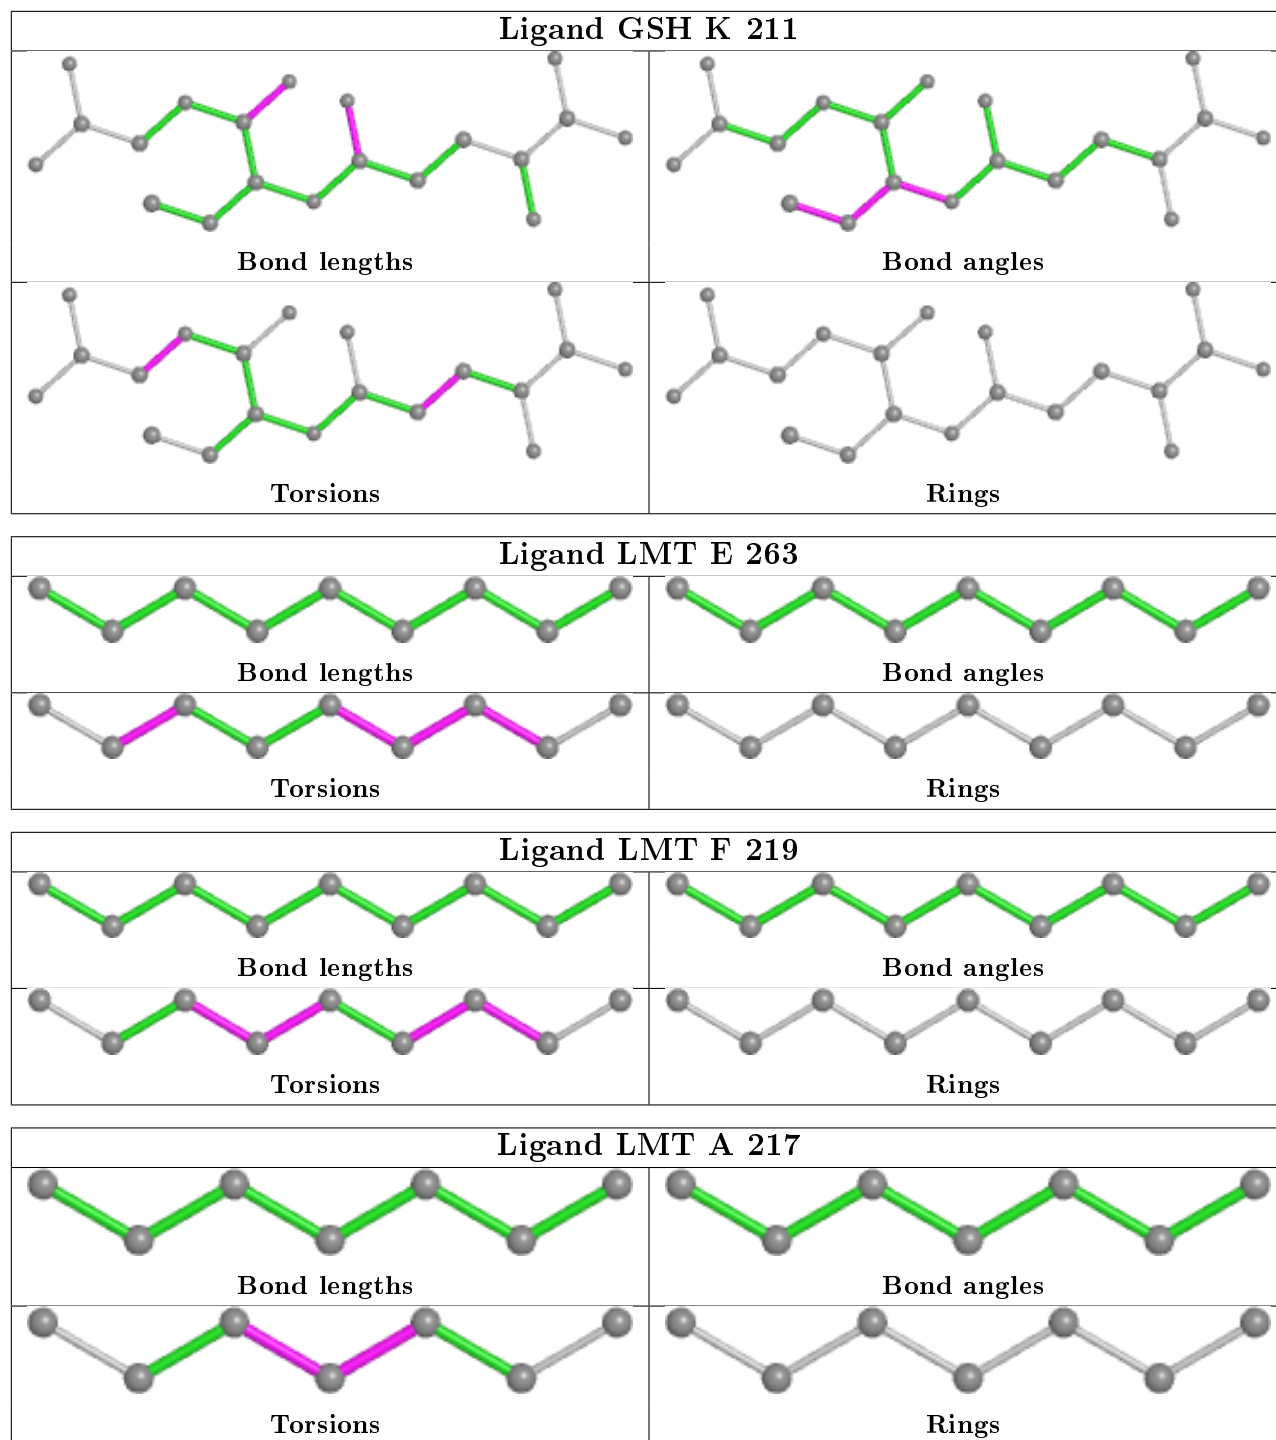 Ligand GSH K 211
Bond lengths
Bond angles
Torsions
Rings
Ligand LMT E 263
Bond lengths
Bond angles
Torsions
Rings
Ligand LMT F 219
Bond lengths
Bond angles
Torsions
Rings
Ligand LMT A 217
Bond lengths
Bond angles
Torsions
Rings